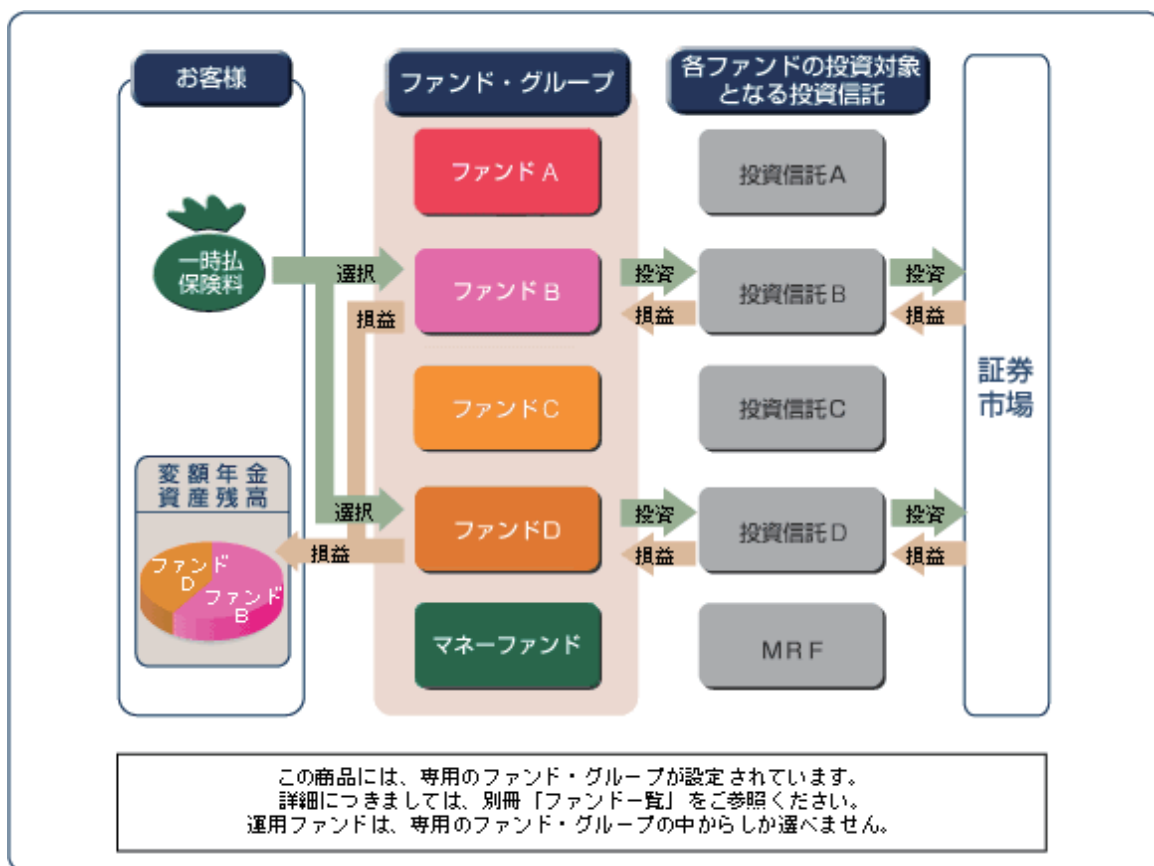 お客様
ファンド・グループ
各ファンドの投資対象
となる投資信託
ファンド A
投資信託 A
一時払
保険料
選択
ファンド B
投資
投資信託 B
投資
損益
損益
損益
証券
市場
ファンド C
投資信託 C
変額年金
資産残高
選択
ファンド D
投資
投資信託 D
投資
損益
損益
損益
ファンド
D
ファンド
B
マネーファンド
MRF
この商品には、専用のファンド・グループが設定されています。
詳細につきましては、別冊「ファンド一覧」をご参照ください。
運用ファンドは、専用のファンド・グループの中からしか選べません。